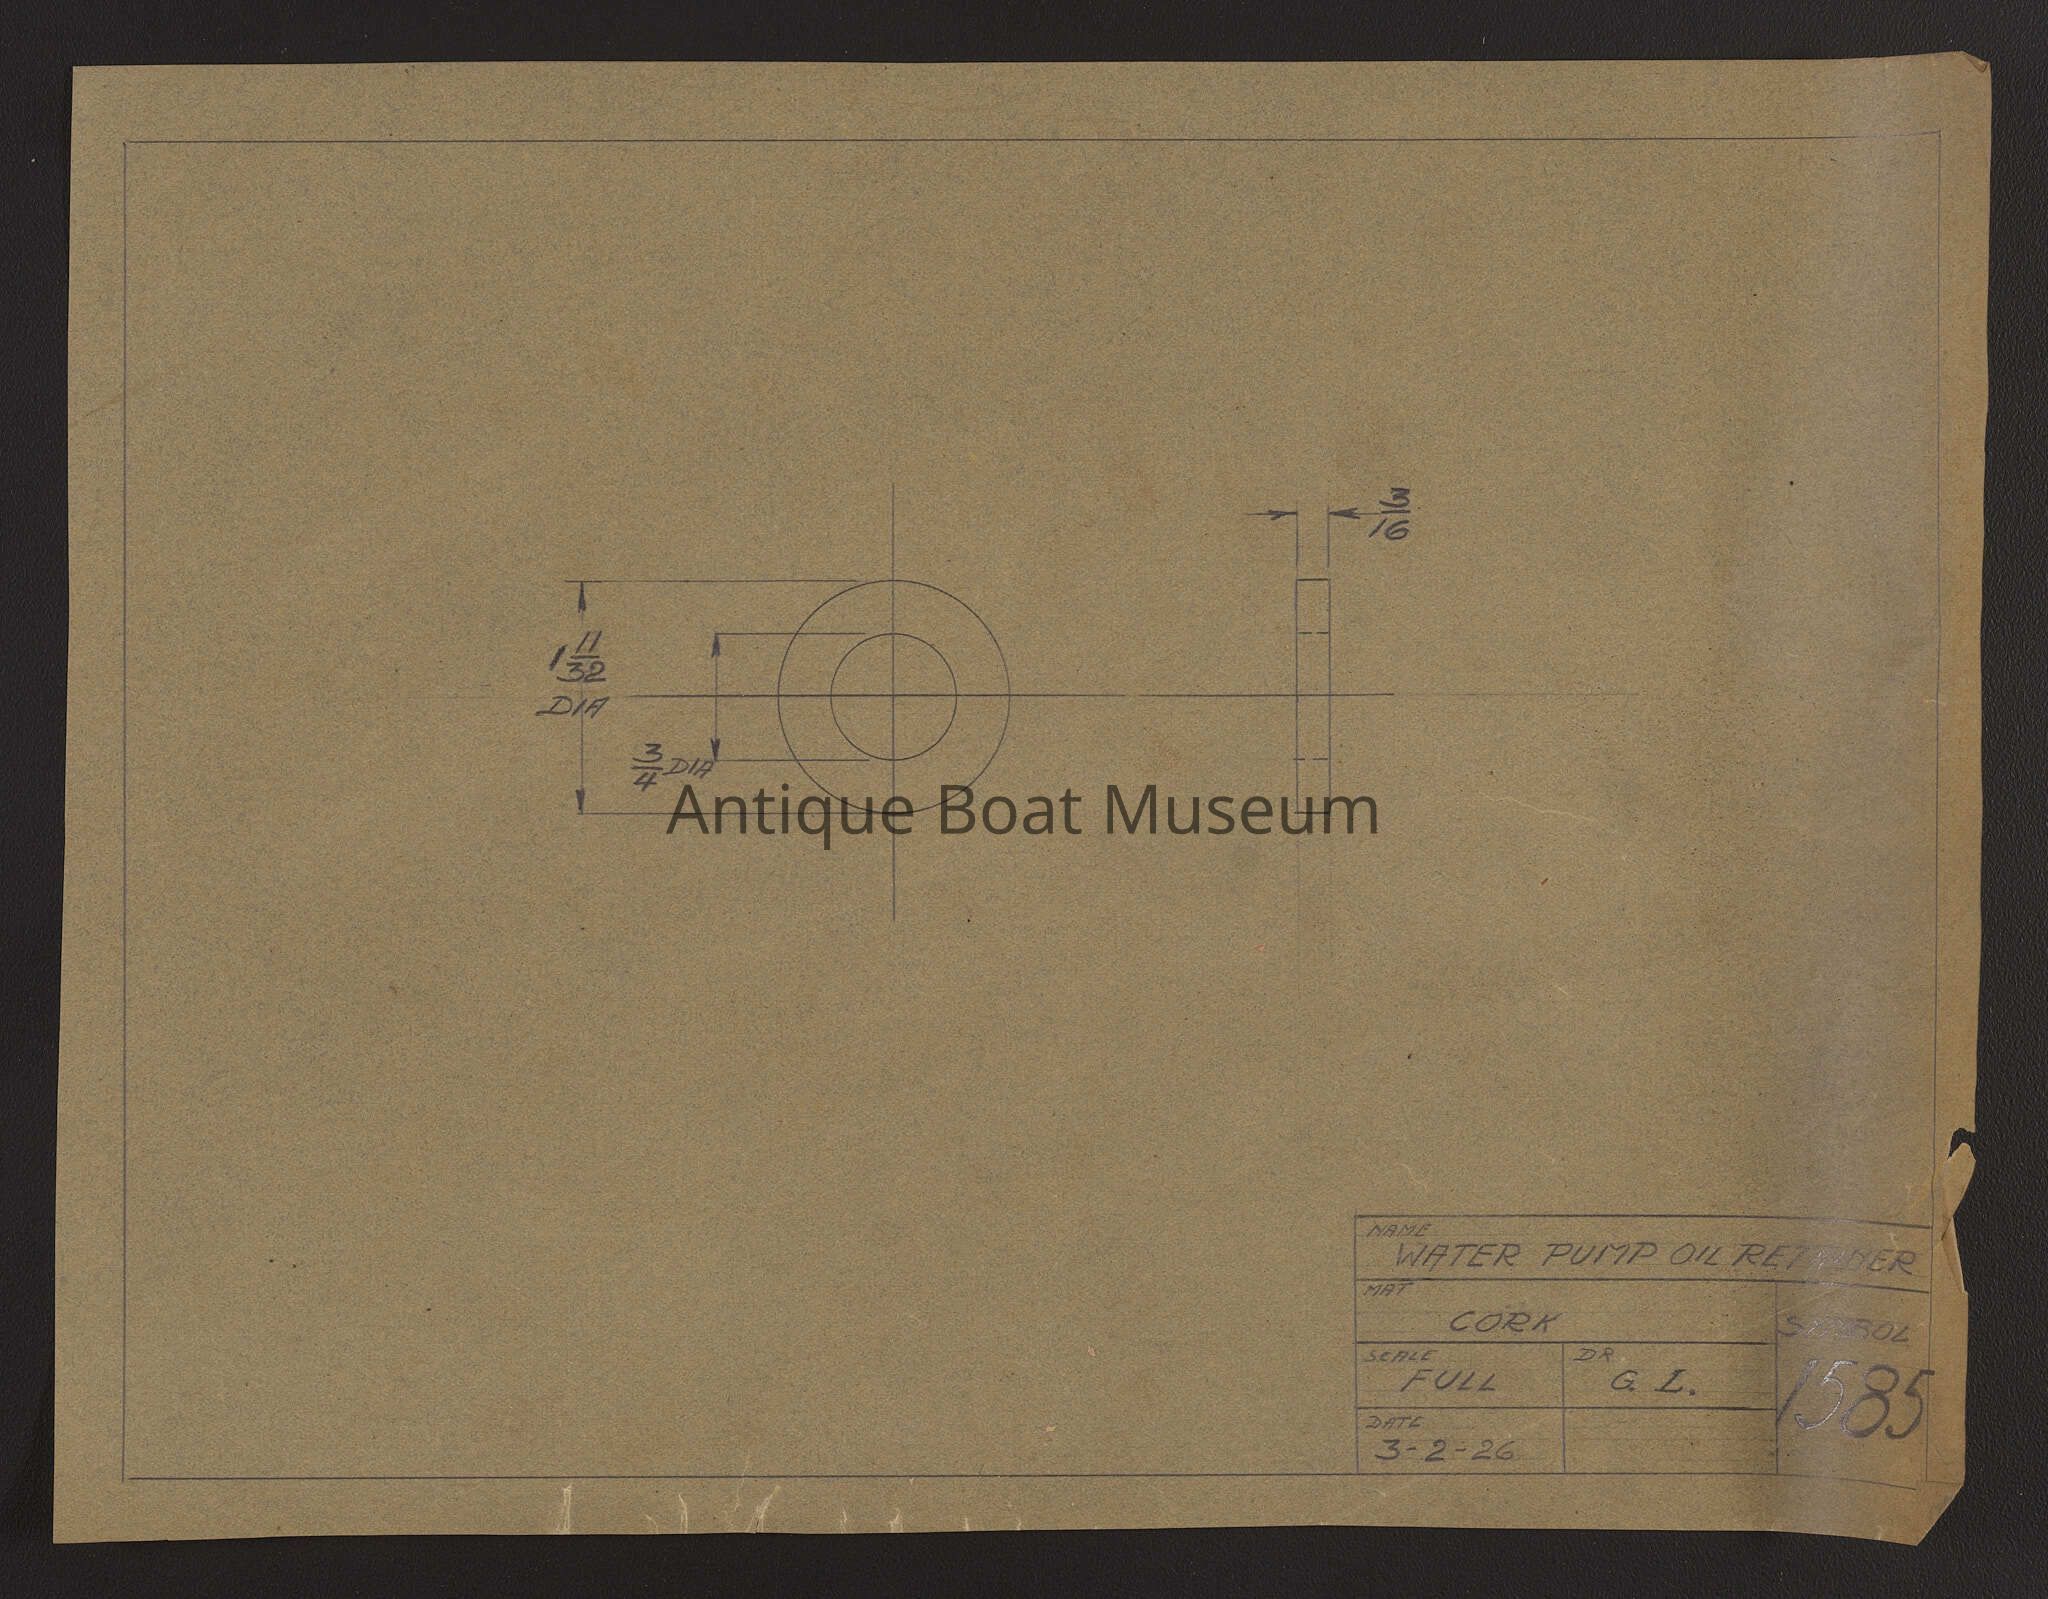 3/16
1 11/32
DIA
3/4 DIA
Antique Boat Museum
NAME
WATER PUMP OIL RETAINER
MAT
CORK
SYMBOL
1585
SCALE
FULL
DR
G. L.
DATE
3-2-26